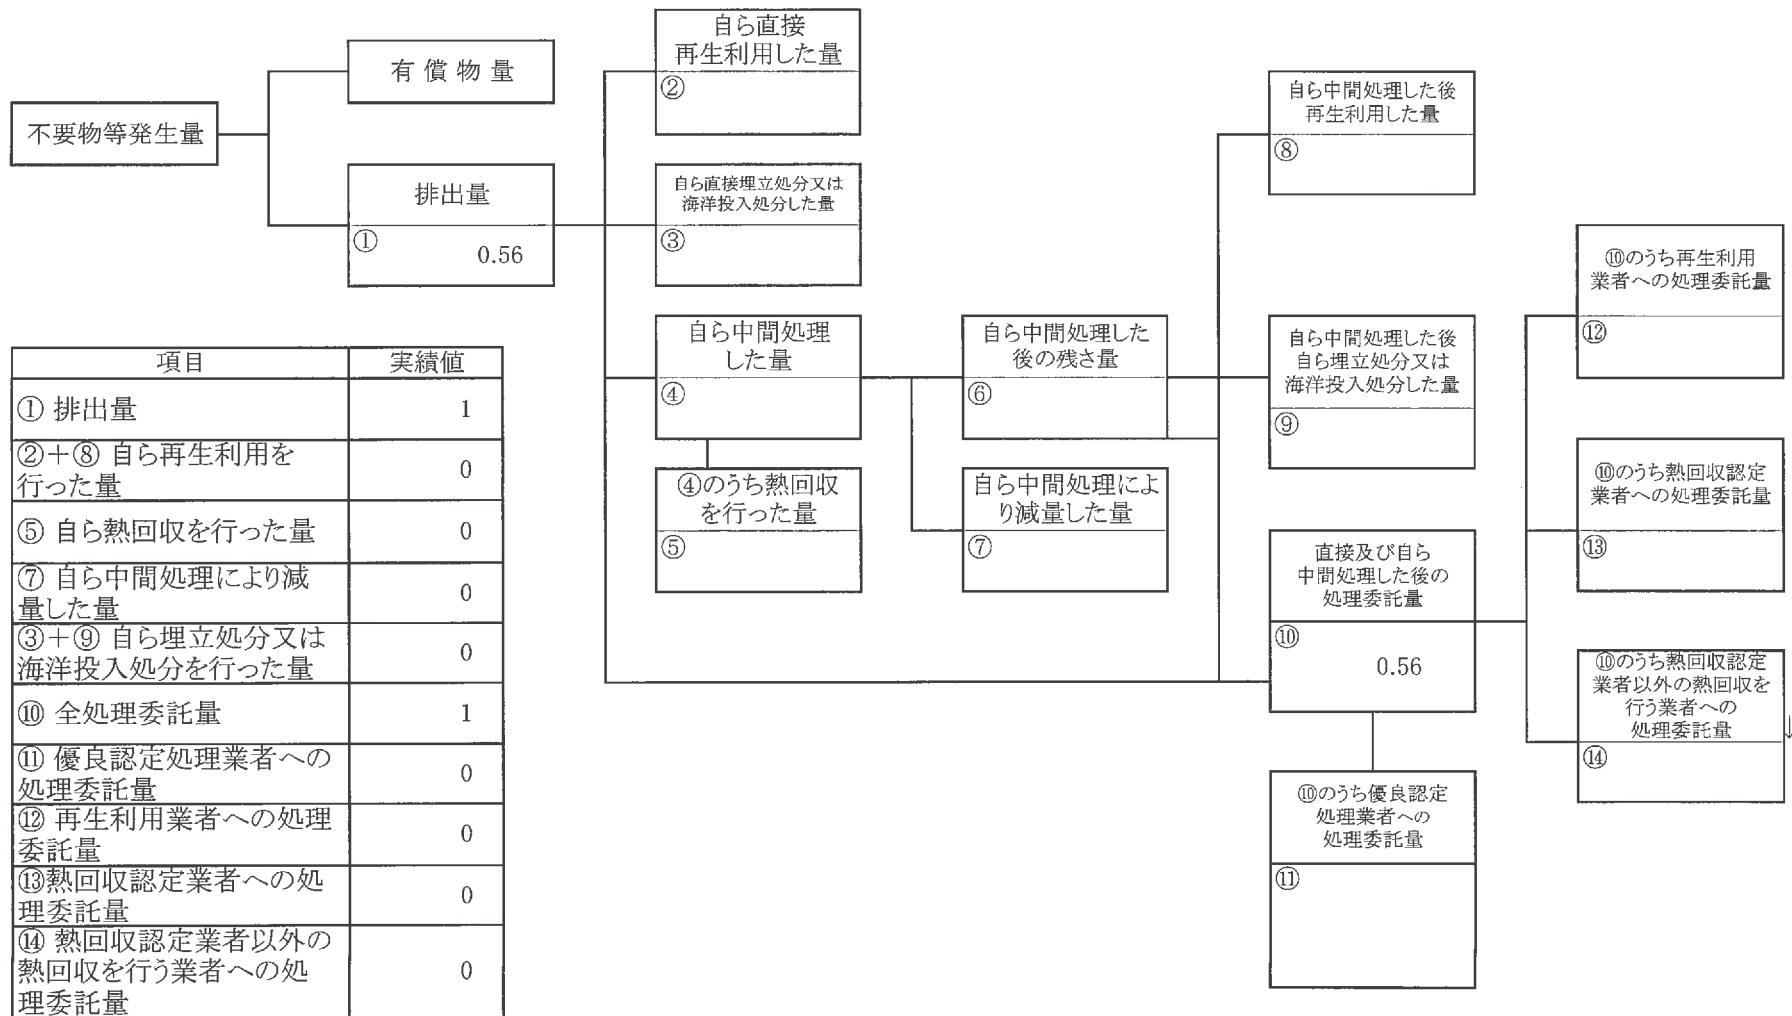 不要物等発生量
有償物量
排出量
①
0.56
自ら直接
再生利用した量
②
自ら直接埋立処分又は
海洋投入処分した量
③
自ら中間処理
した量
④
④のうち熱回収
を行った量
⑤
自ら中間処理した
後の残さ量
⑥
自ら中間処理によ
り減量した量
⑦
自ら中間処理した後
再生利用した量
⑧
自ら中間処理した後
自ら埋立処分又は
海洋投入処分した量
⑨
直接及び自ら
中間処理した後の
処理委託量
⑩
0.56
⑩のうち優良認定
処理業者への
処理委託量
⑪
⑩のうち再生利用
業者への処理委託量
⑫
⑩のうち熱回収認定
業者への処理委託量
⑬
⑩のうち熱回収認定
業者以外の熱回収を
行う業者への
処理委託量
⑭
項目 実績値
① 排出量 1
②+⑧ 自ら再生利用を
行った量 0
⑤ 自ら熱回収を行った量 0
⑦ 自ら中間処理により減
量した量 0
③+⑨ 自ら埋立処分又は
海洋投入処分を行った量 0
⑩ 全処理委託量 1
⑪ 優良認定処理業者への
処理委託量 0
⑫ 再生利用業者への処理
委託量 0
⑬熱回収認定業者への処
理委託量 0
⑭ 熱回収認定業者以外の
熱回収を行う業者への処
理委託量 0